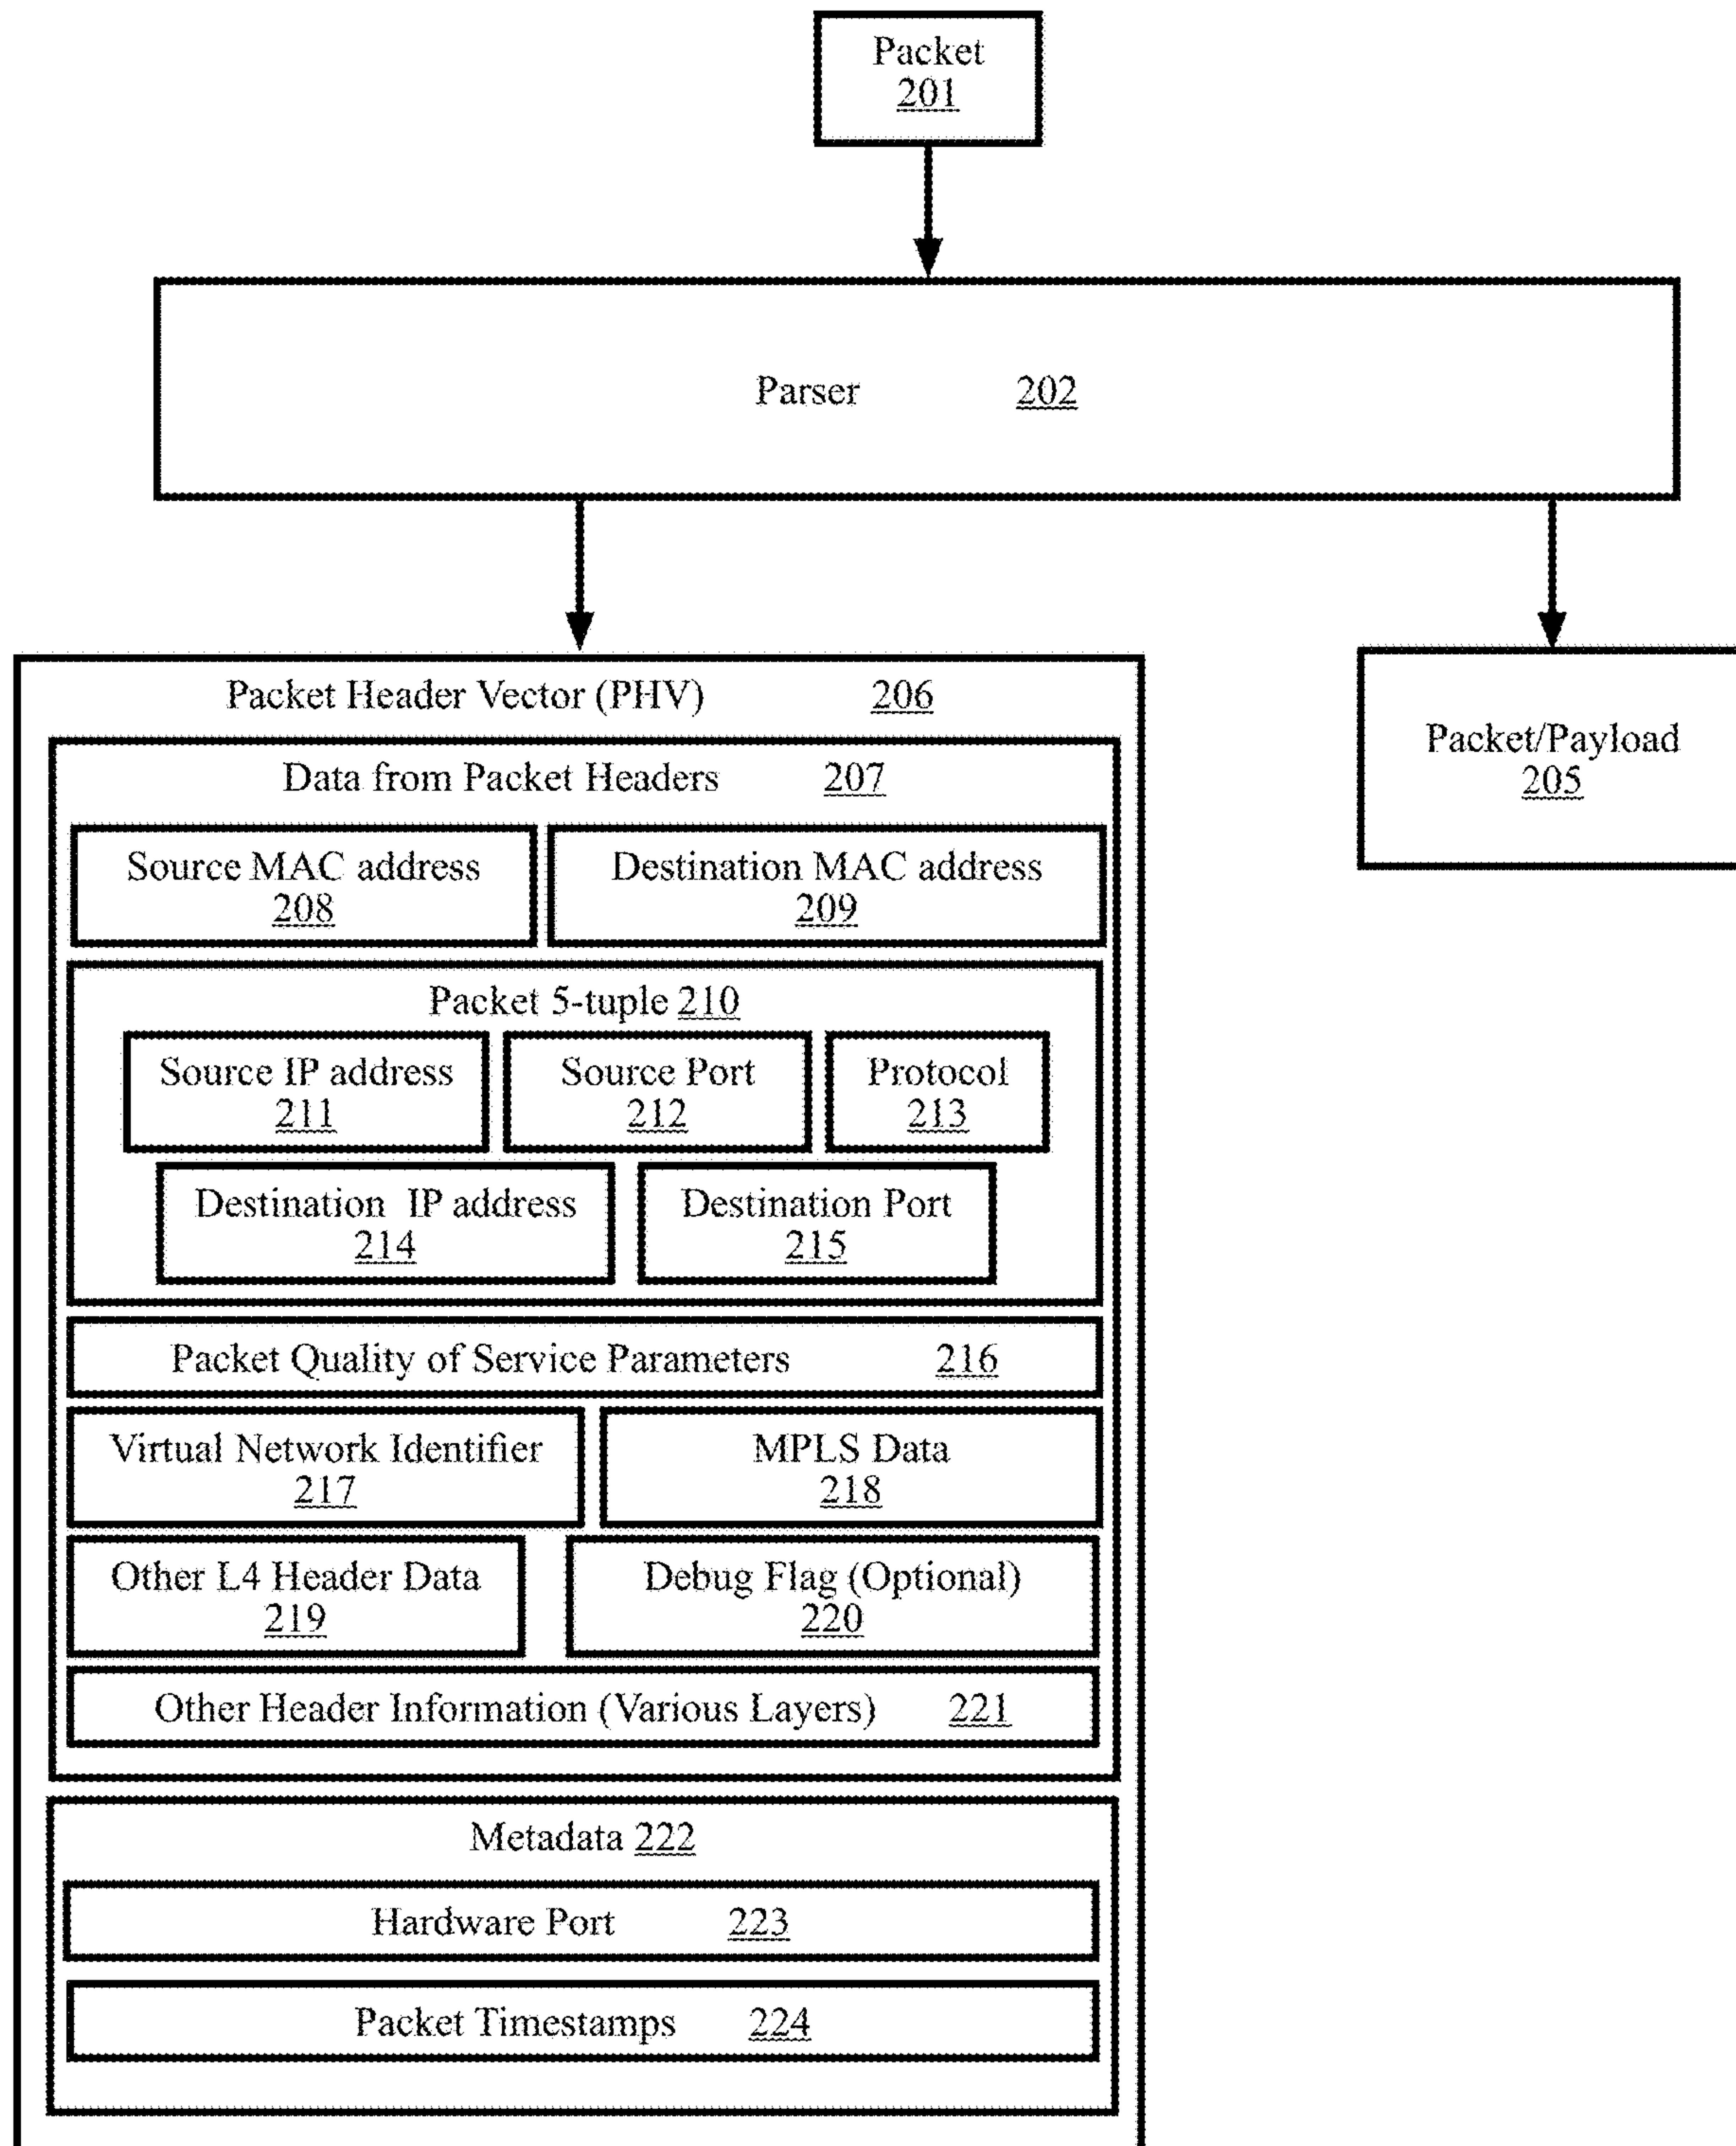 Packet
201
Parser 202
Packet Header Vector (PHV) 206
Data from Packet Headers 207
Source MAC address
208
Destination MAC address
209
Packet 5-tuple 210
Source IP address
211
Source Port
212
Protocol
213
Destination IP address
214
Destination Port
215
Packet Quality of Service Parameters 216
Virtual Network Identifier
217
MPLS Data
218
Other L4 Header Data
219
Debug Flag (Optional)
220
Other Header Information (Various Layers) 221
Metadata 222
Hardware Port 223
Packet Timestamps 224
Packet/Payload
205